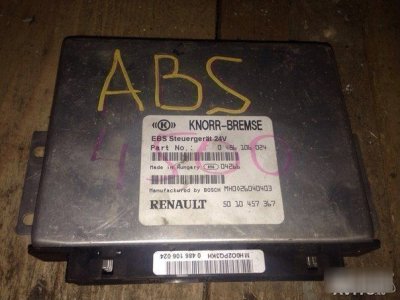 ABS
KNORR-BREMSE
EBS Steuergerät 24V
Part No.: 0 486 106 024
Made in Hungary
Manufactured by BOSCH
RENAULT 50 10 457 367
0 486 106 024